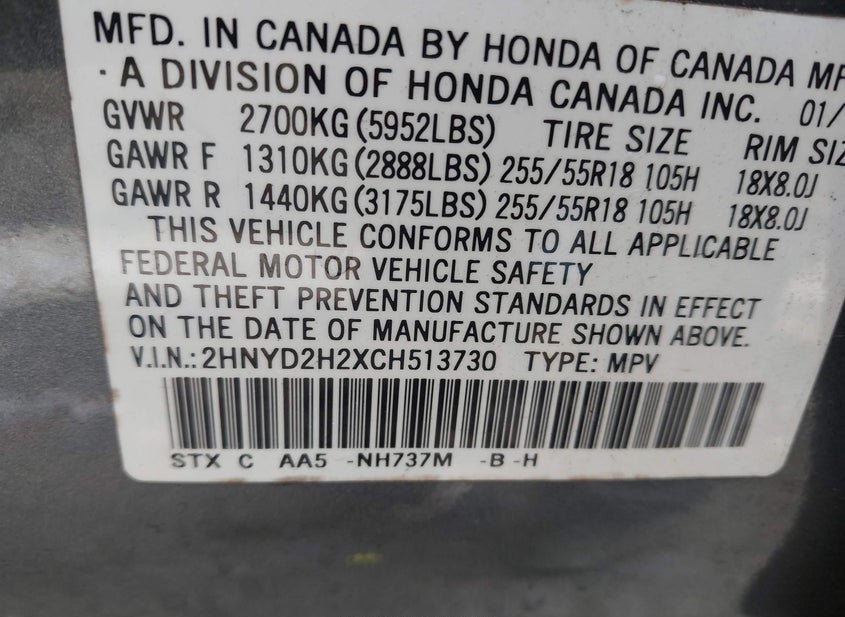 MFD. IN CANADA BY HONDA OF CANADA MF
· A DIVISION OF HONDA CANADA INC. 01/
GVWR 2700KG (5952LBS) TIRE SIZE RIM SIZ
GAWR F 1310KG (2888LBS) 255/55R18 105H 18X8.0J
GAWR R 1440KG (3175LBS) 255/55R18 105H 18X8.0J
THIS VEHICLE CONFORMS TO ALL APPLICABLE
FEDERAL MOTOR VEHICLE SAFETY
AND THEFT PREVENTION STANDARDS IN EFFECT
ON THE DATE OF MANUFACTURE SHOWN ABOVE.
V.I.N.: 2HNYD2H2XCH513730 TYPE: MPV
STX C AA5 -NH737M -B -H